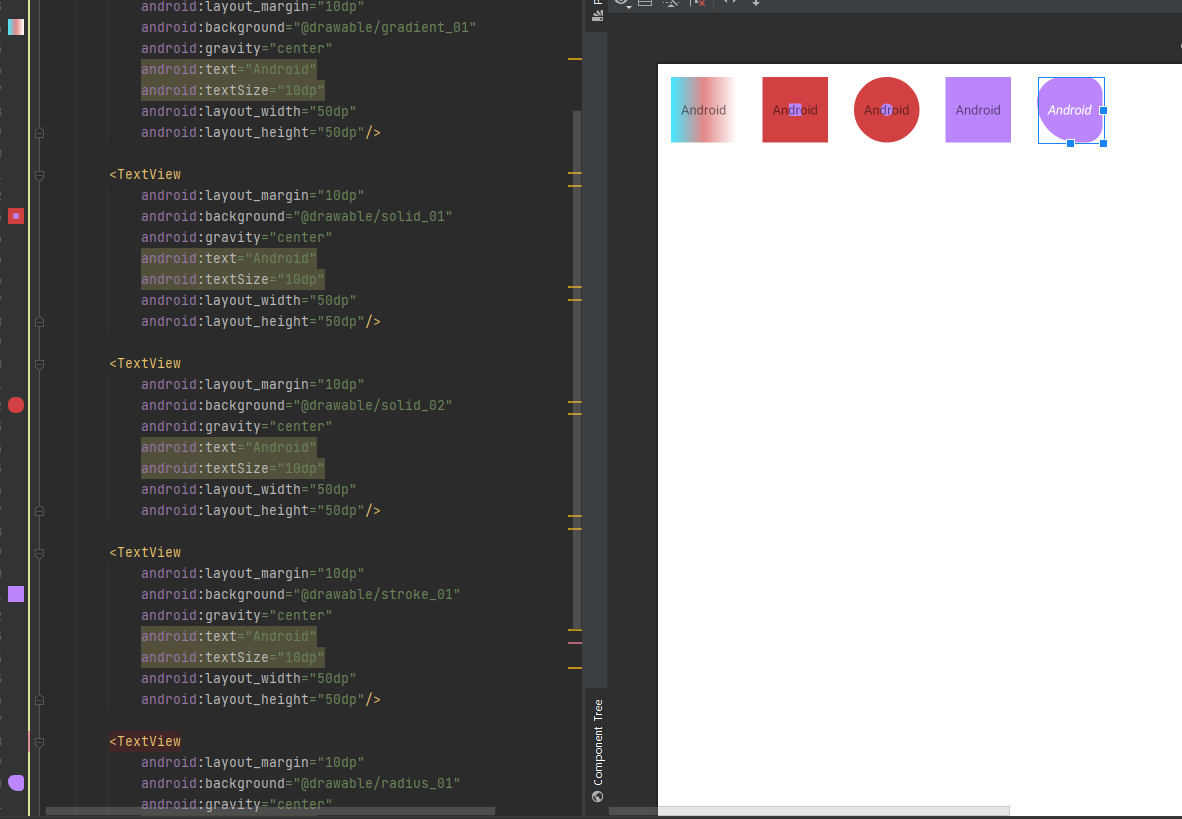 android:layout_margin="10dp"
android:background="@drawable/gradient_01"
android:gravity="center"
android:text="Android"
android:textSize="10dp"
android:layout_width="50dp"
android:layout_height="50dp"/>
<TextView
android:layout_margin="10dp"
android:background="@drawable/solid_01"
android:gravity="center"
android:text="Android"
android:textSize="10dp"
android:layout_width="50dp"
android:layout_height="50dp"/>
<TextView
android:layout_margin="10dp"
android:background="@drawable/solid_02"
android:gravity="center"
android:text="Android"
android:textSize="10dp"
android:layout_width="50dp"
android:layout_height="50dp"/>
<TextView
android:layout_margin="10dp"
android:background="@drawable/stroke_01"
android:gravity="center"
android:text="Android"
android:textSize="10dp"
android:layout_width="50dp"
android:layout_height="50dp"/>
<TextView
android:layout_margin="10dp"
android:background="@drawable/radius_01"
android:gravity="center"
Component Tree
Android Android Android Android Android